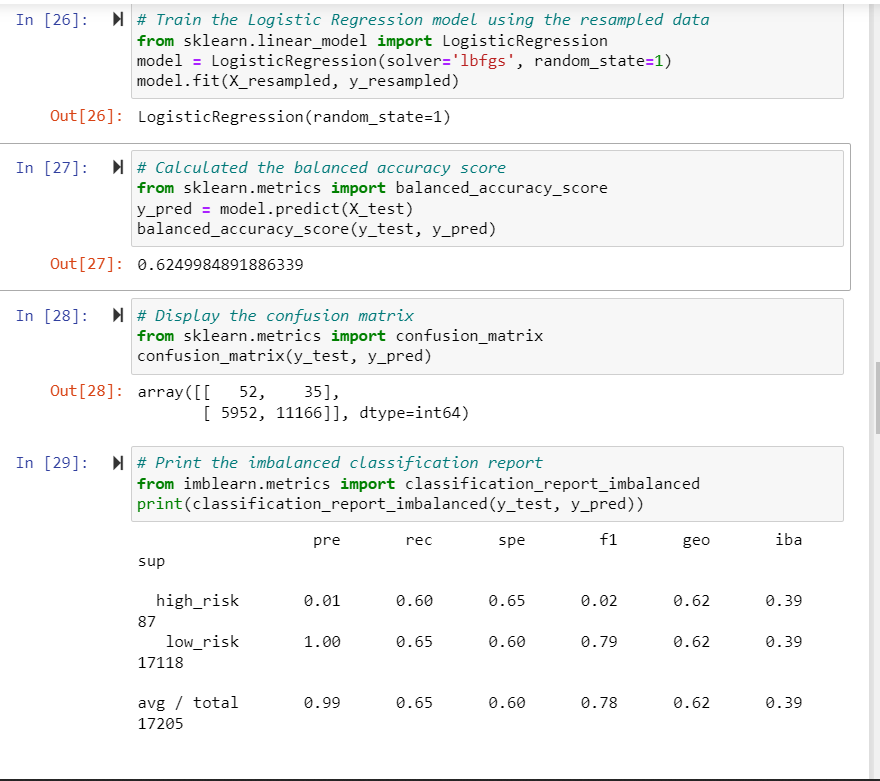 In [26]: # Train the Logistic Regression model using the resampled data
from sklearn.linear_model import LogisticRegression
model = LogisticRegression(solver='lbfgs', random_state=1)
model.fit(X_resampled, y_resampled)
Out[26]: LogisticRegression(random_state=1)
In [27]: # Calculated the balanced accuracy score
from sklearn.metrics import balanced_accuracy_score
y_pred = model.predict(X_test)
balanced_accuracy_score(y_test, y_pred)
Out[27]: 0.6249984891886339
In [28]: # Display the confusion matrix
from sklearn.metrics import confusion_matrix
confusion_matrix(y_test, y_pred)
Out[28]: array([[   52,    35],
       [ 5952, 11166]], dtype=int64)
In [29]: # Print the imbalanced classification report
from imblearn.metrics import classification_report_imbalanced
print(classification_report_imbalanced(y_test, y_pred))
pre rec spe f1 geo iba
sup
high_risk 0.01 0.60 0.65 0.02 0.62 0.39
87
low_risk 1.00 0.65 0.60 0.79 0.62 0.39
17118
avg / total 0.99 0.65 0.60 0.78 0.62 0.39
17205